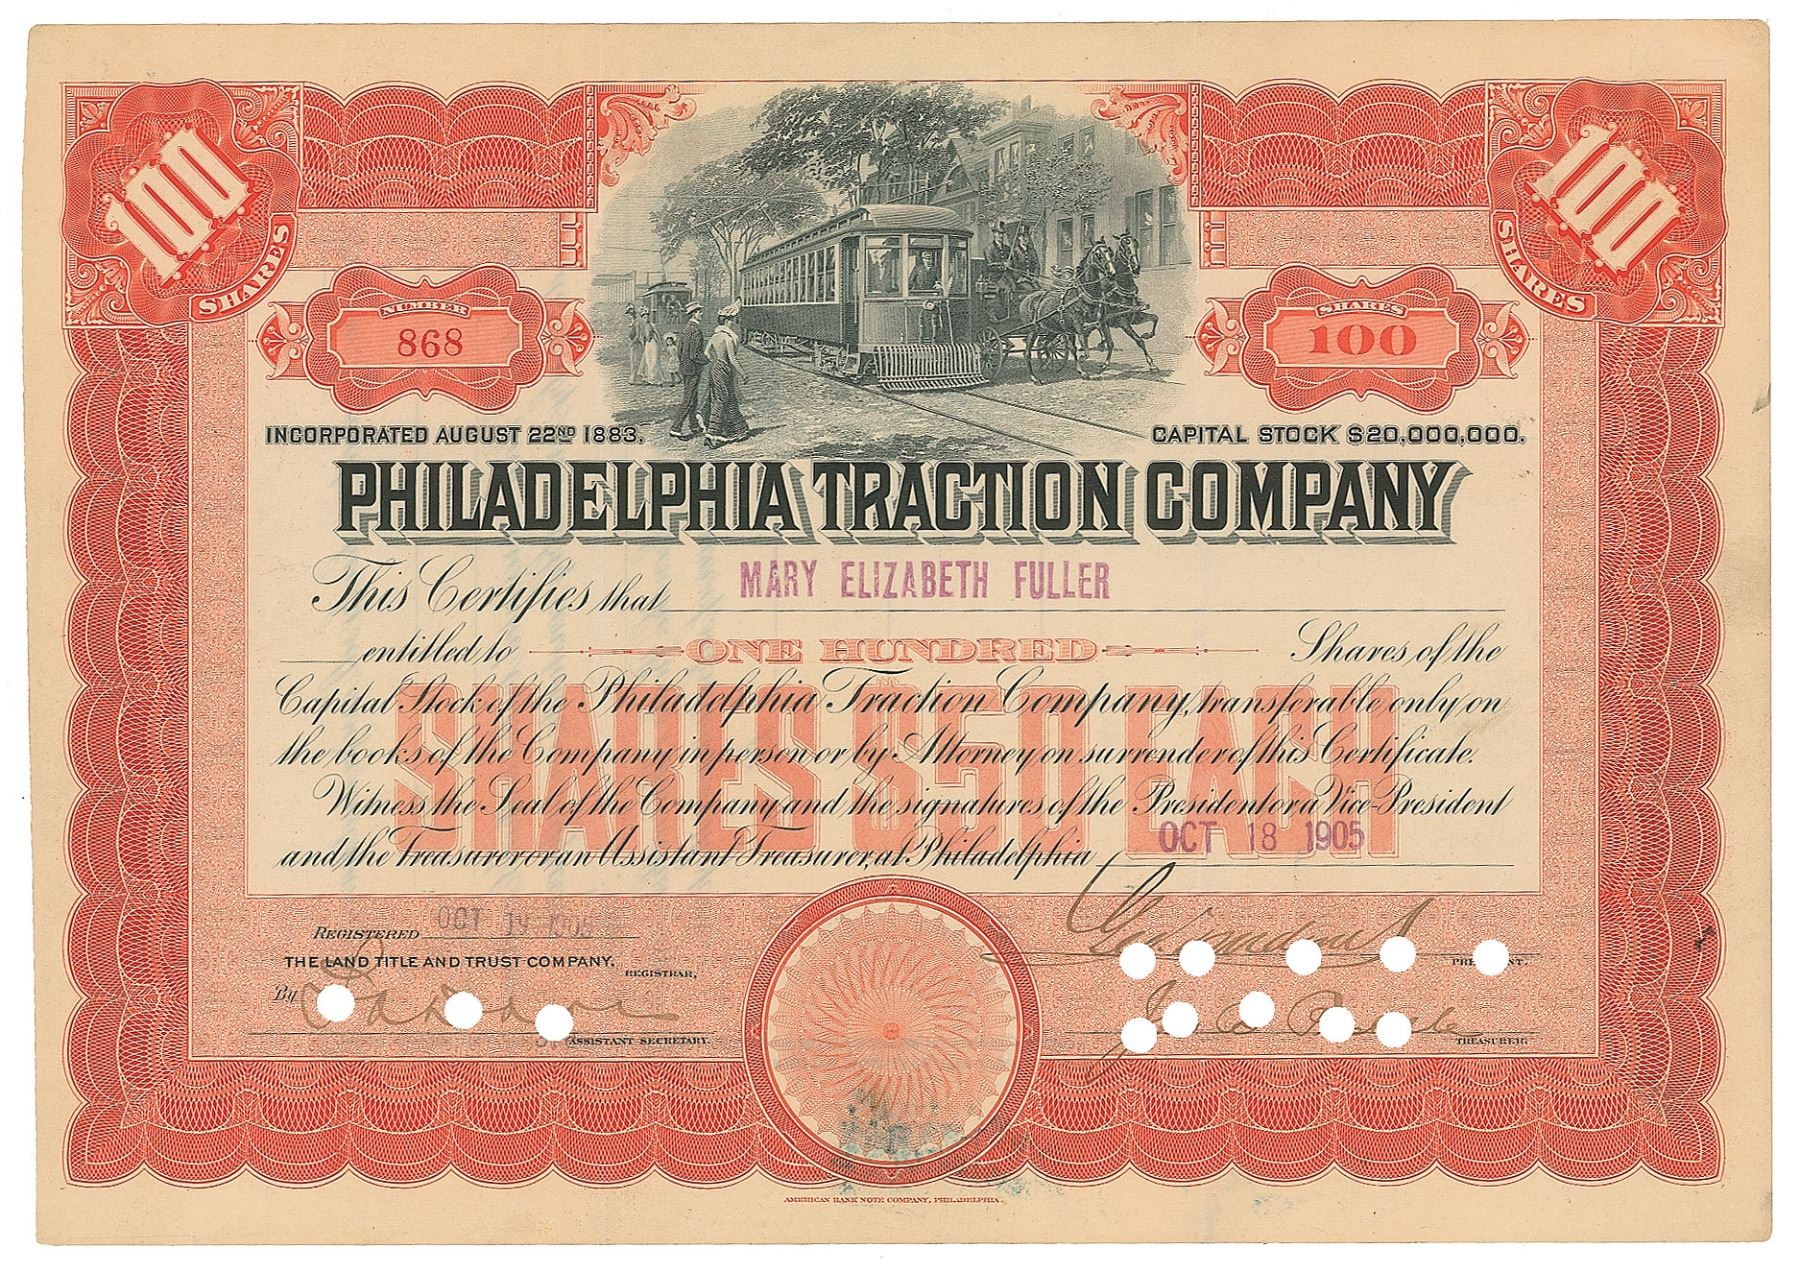 100 SHARES
100 SHARES
NUMBER
868
SHARES
100
INCORPORATED AUGUST 22ND 1883.
CAPITAL STOCK $20,000,000.
PHILADELPHIA TRACTION COMPANY
This Certifies that MARY ELIZABETH FULLER
entitled to ONE HUNDRED Shares of the
Capital Stock of the Philadelphia Traction Company, transferable only on
the books of the Company in person or by Attorney on surrender of this Certificate.
SHARES $50 EACH
Witness the Seal of the Company and the signatures of the President or a Vice-President
and the Treasurer or an Assistant Treasurer, at Philadelphia OCT 18 1905
REGISTERED OCT 19 1905
THE LAND TITLE AND TRUST COMPANY,
REGISTRAR,
By
ASSISTANT SECRETARY.
TREASURER.
AMERICAN BANK NOTE COMPANY, PHILADELPHIA.